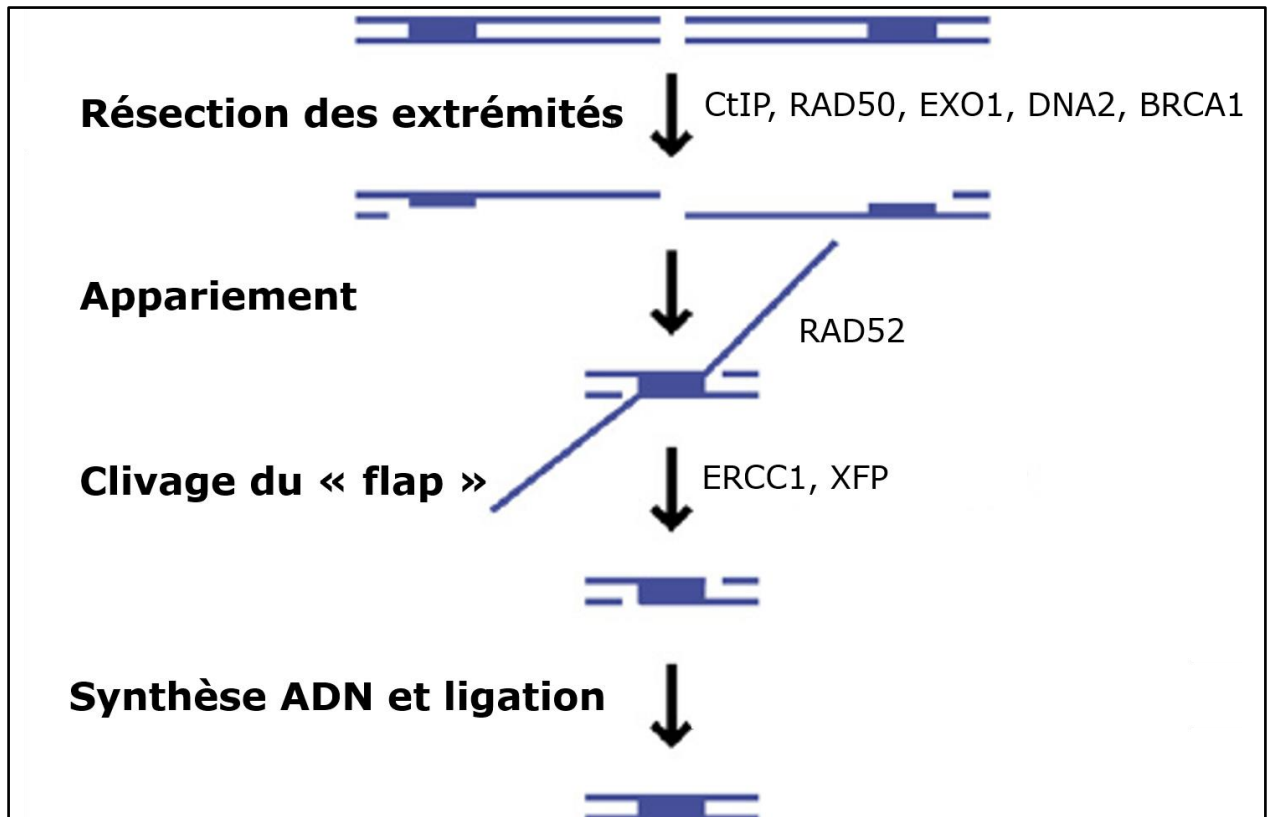 Résection des extrémités
CtIP, RAD50, EXO1, DNA2, BRCA1
Appariement
RAD52
Clivage du « flap »
ERCC1, XFP
Synthèse ADN et ligation